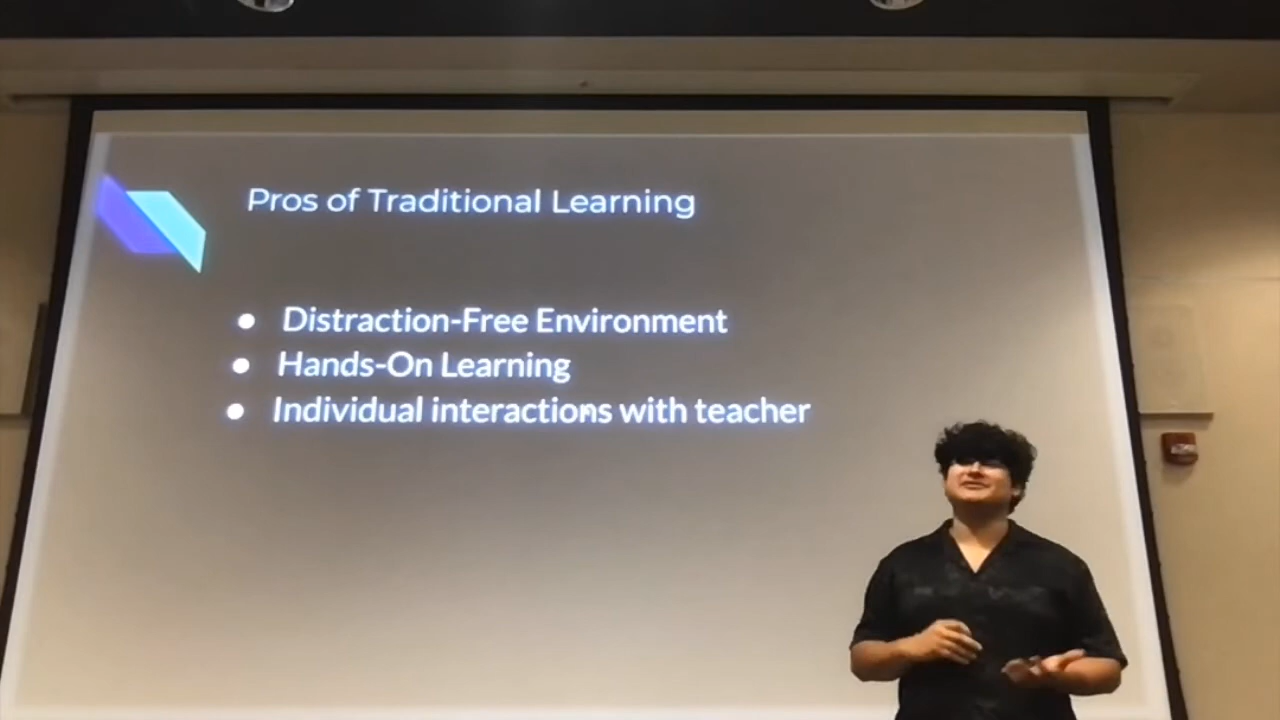 Pros of Traditional Learning
● Distraction-Free Environment
● Hands-On Learning
● Individual interactions with teacher